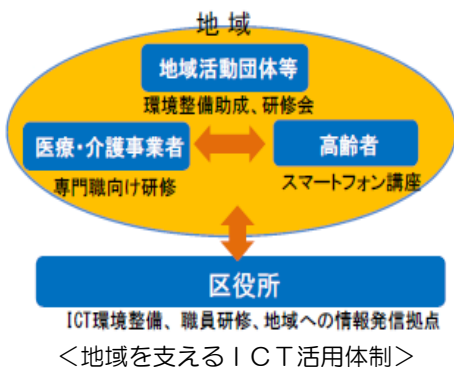 地域
地域活動団体等
環境整備助成、研修会
医療・介護事業者
高齢者
専門職向け研修
スマートフォン講座
区役所
ICT環境整備、職員研修、地域への情報発信拠点
＜地域を支えるＩＣＴ活用体制＞